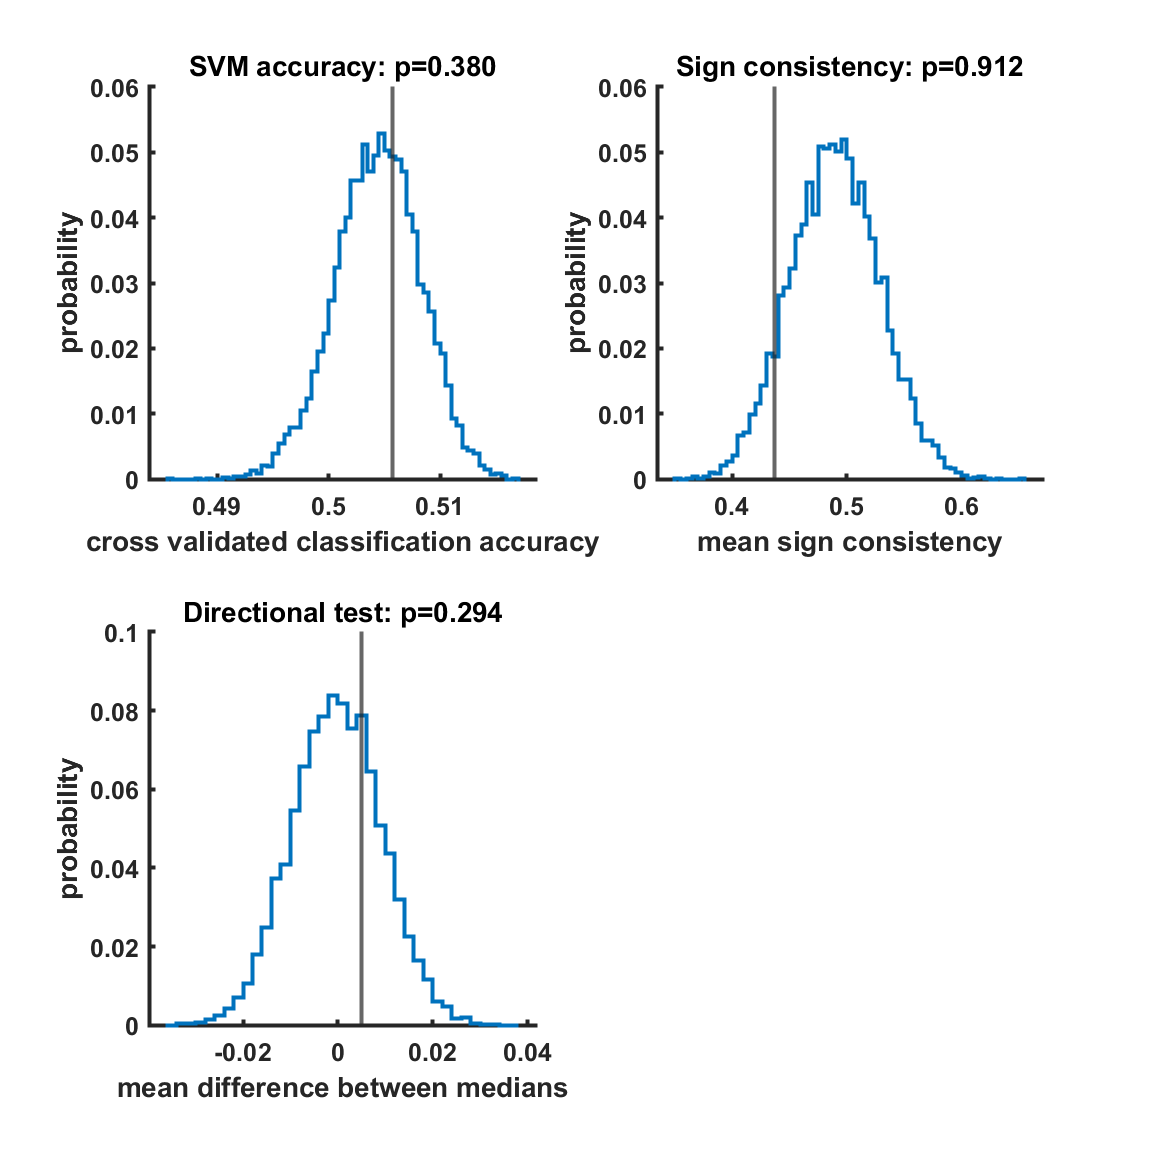 SVM accuracy: p=0.380
0.06
0.05
0.04
0.03
0.02
0.01
0
probability
0.49 0.5 0.51
cross validated classification accuracy
Sign consistency: p=0.912
0.06
0.05
0.04
0.03
0.02
0.01
0
probability
0.4 0.5 0.6
mean sign consistency
Directional test: p=0.294
0.1
0.08
0.06
0.04
0.02
0
probability
-0.02 0 0.02 0.04
mean difference between medians